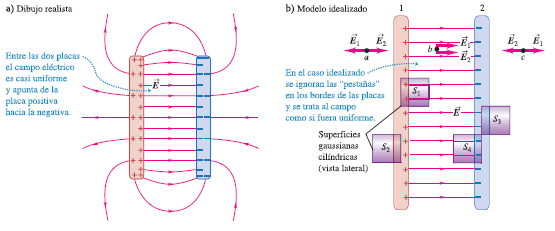 a) Dibujo realista
Entre las dos placas
el campo eléctrico
es casi uniforme
y apunta de la
placa positiva
hacia la negativa.
E
b) Modelo idealizado
1
2
E1 E2
a
b
E1
E2
E2 E1
c
En el caso idealizado
se ignoran las “pestañas”
en los bordes de las placas
y se trata al campo
como si fuera uniforme.
S1
E
S3
Superficies
gaussianas
cilíndricas
(vista lateral)
S2
S4